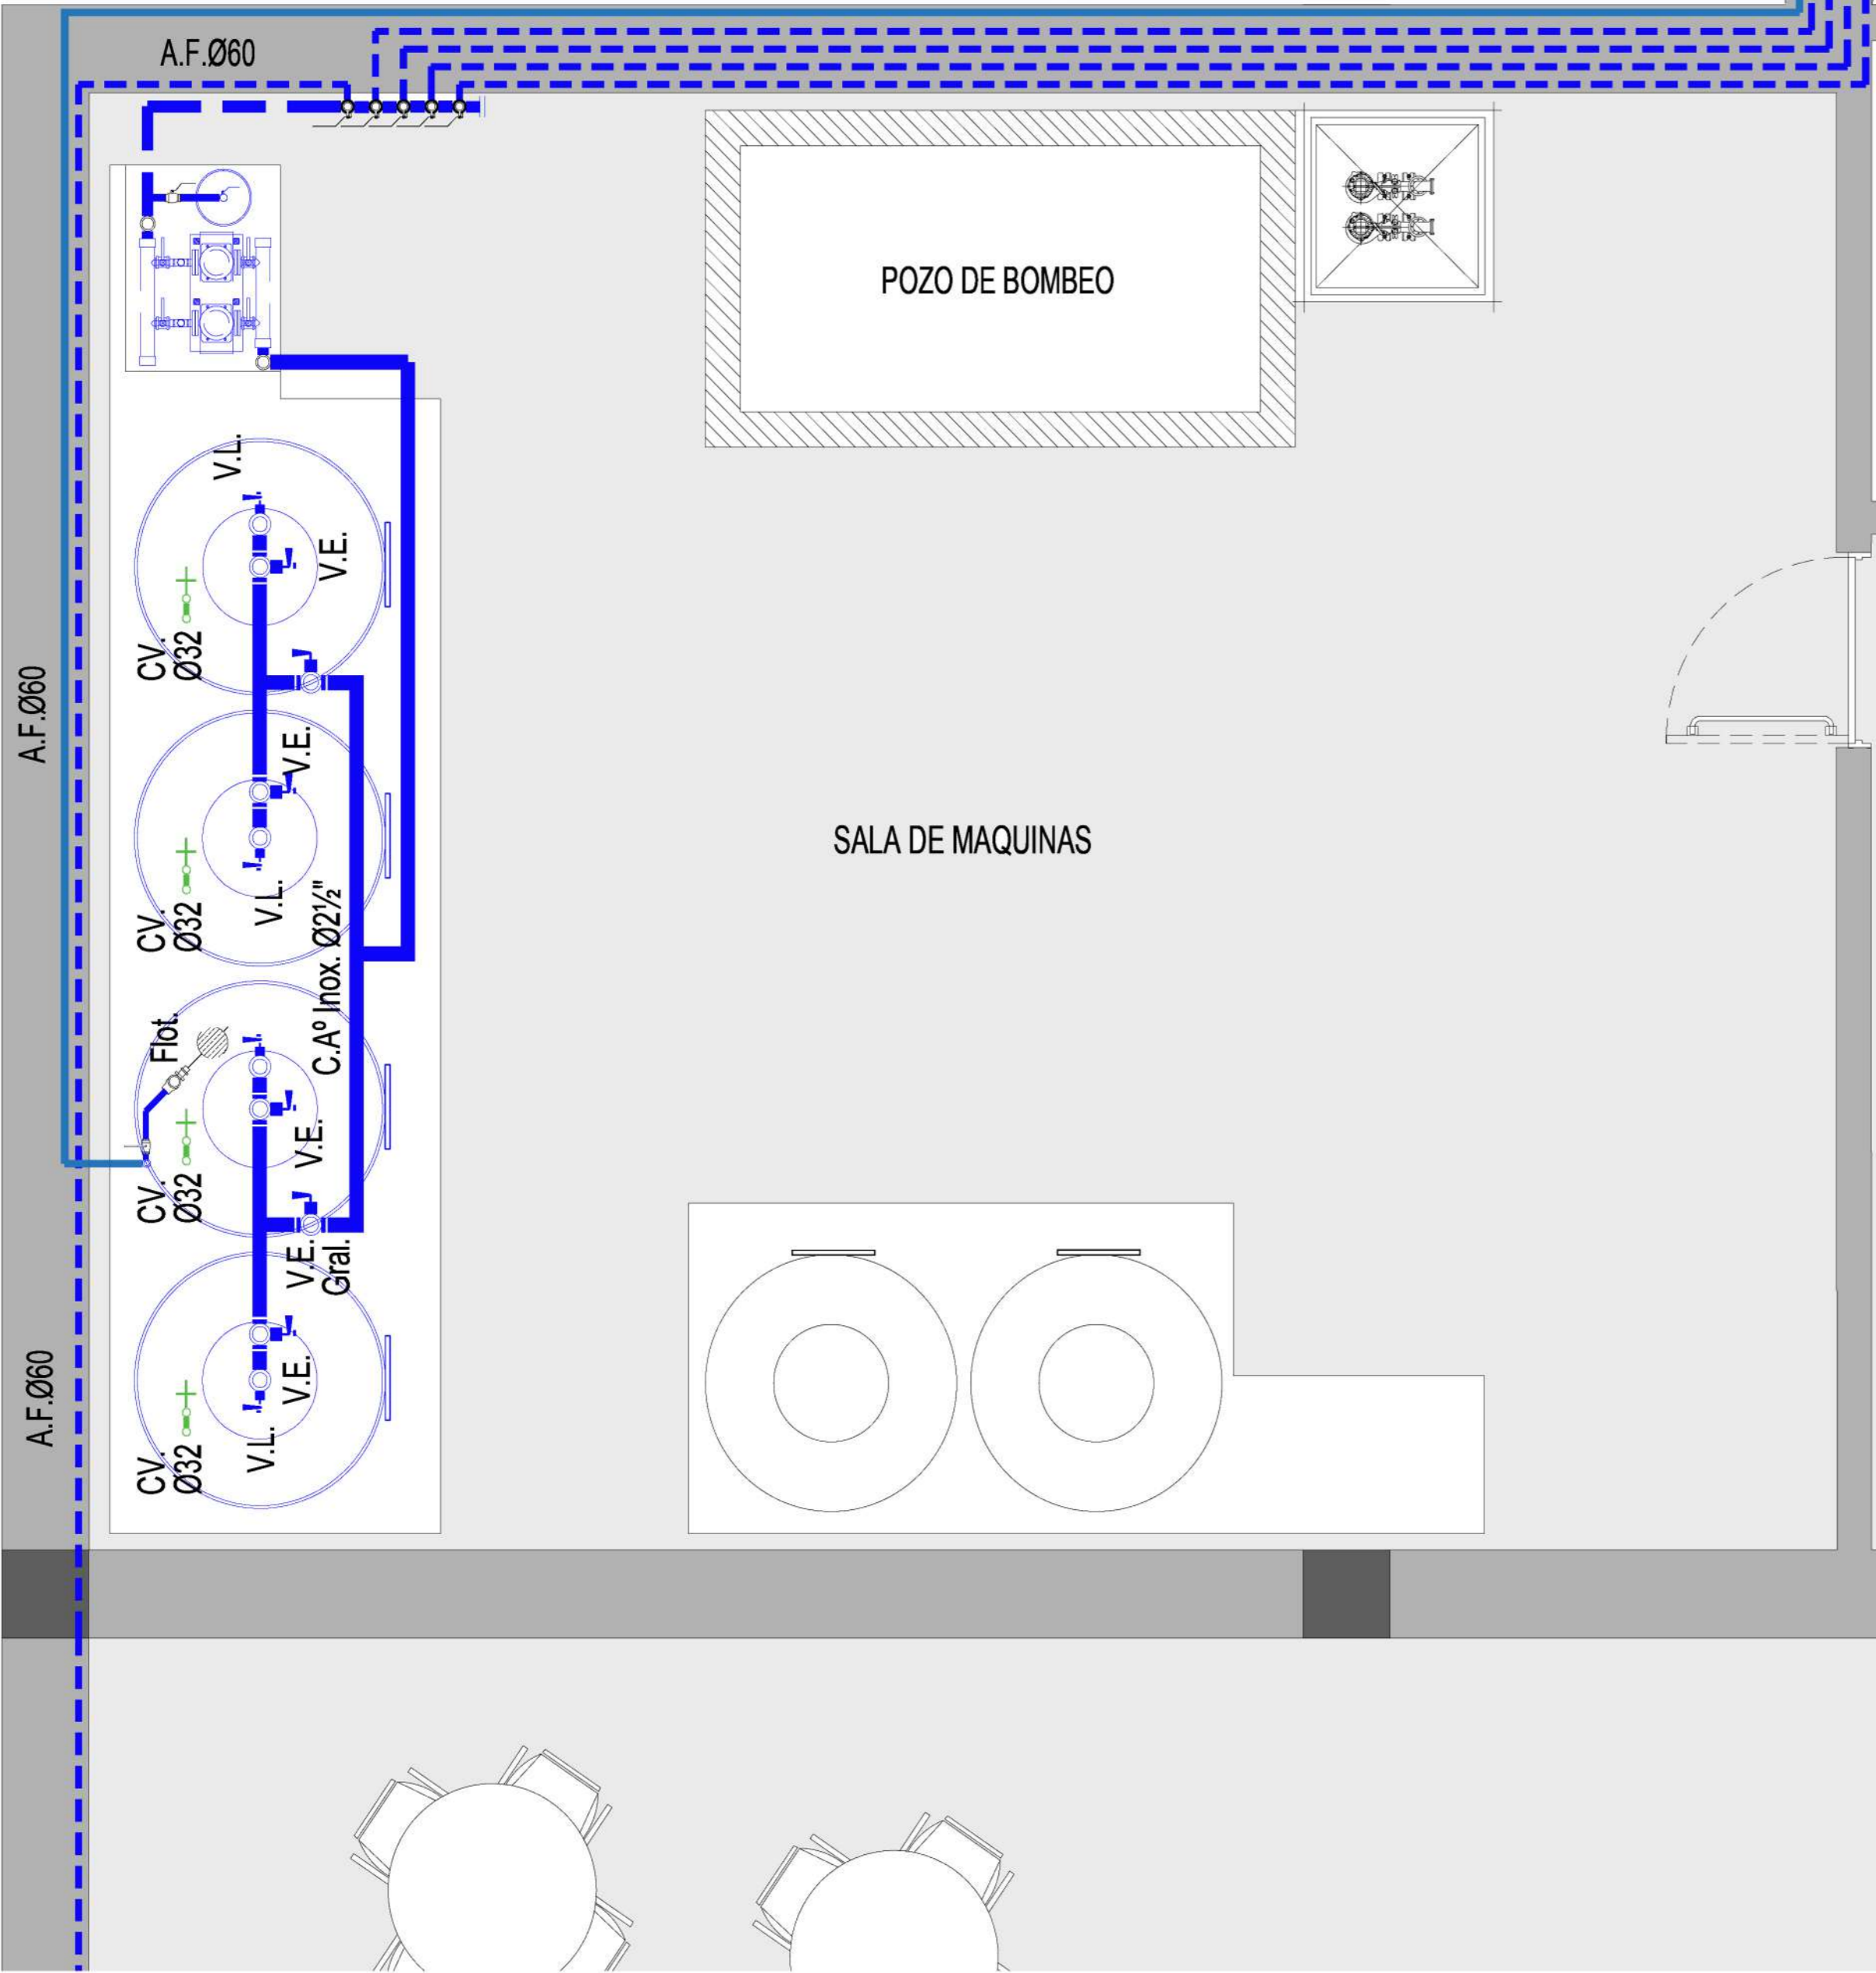 A.F.Ø60
POZO DE BOMBEO
V.L.
V.E.
CV.
Ø32
A.F.Ø60
V.E.
SALA DE MAQUINAS
CV.
Ø32
V.L.
C.Aº Inox. Ø2½"
Flot.
V.E.
CV.
Ø32
V.E.
Gral.
A.F.Ø60
V.E.
V.L.
CV.
Ø32